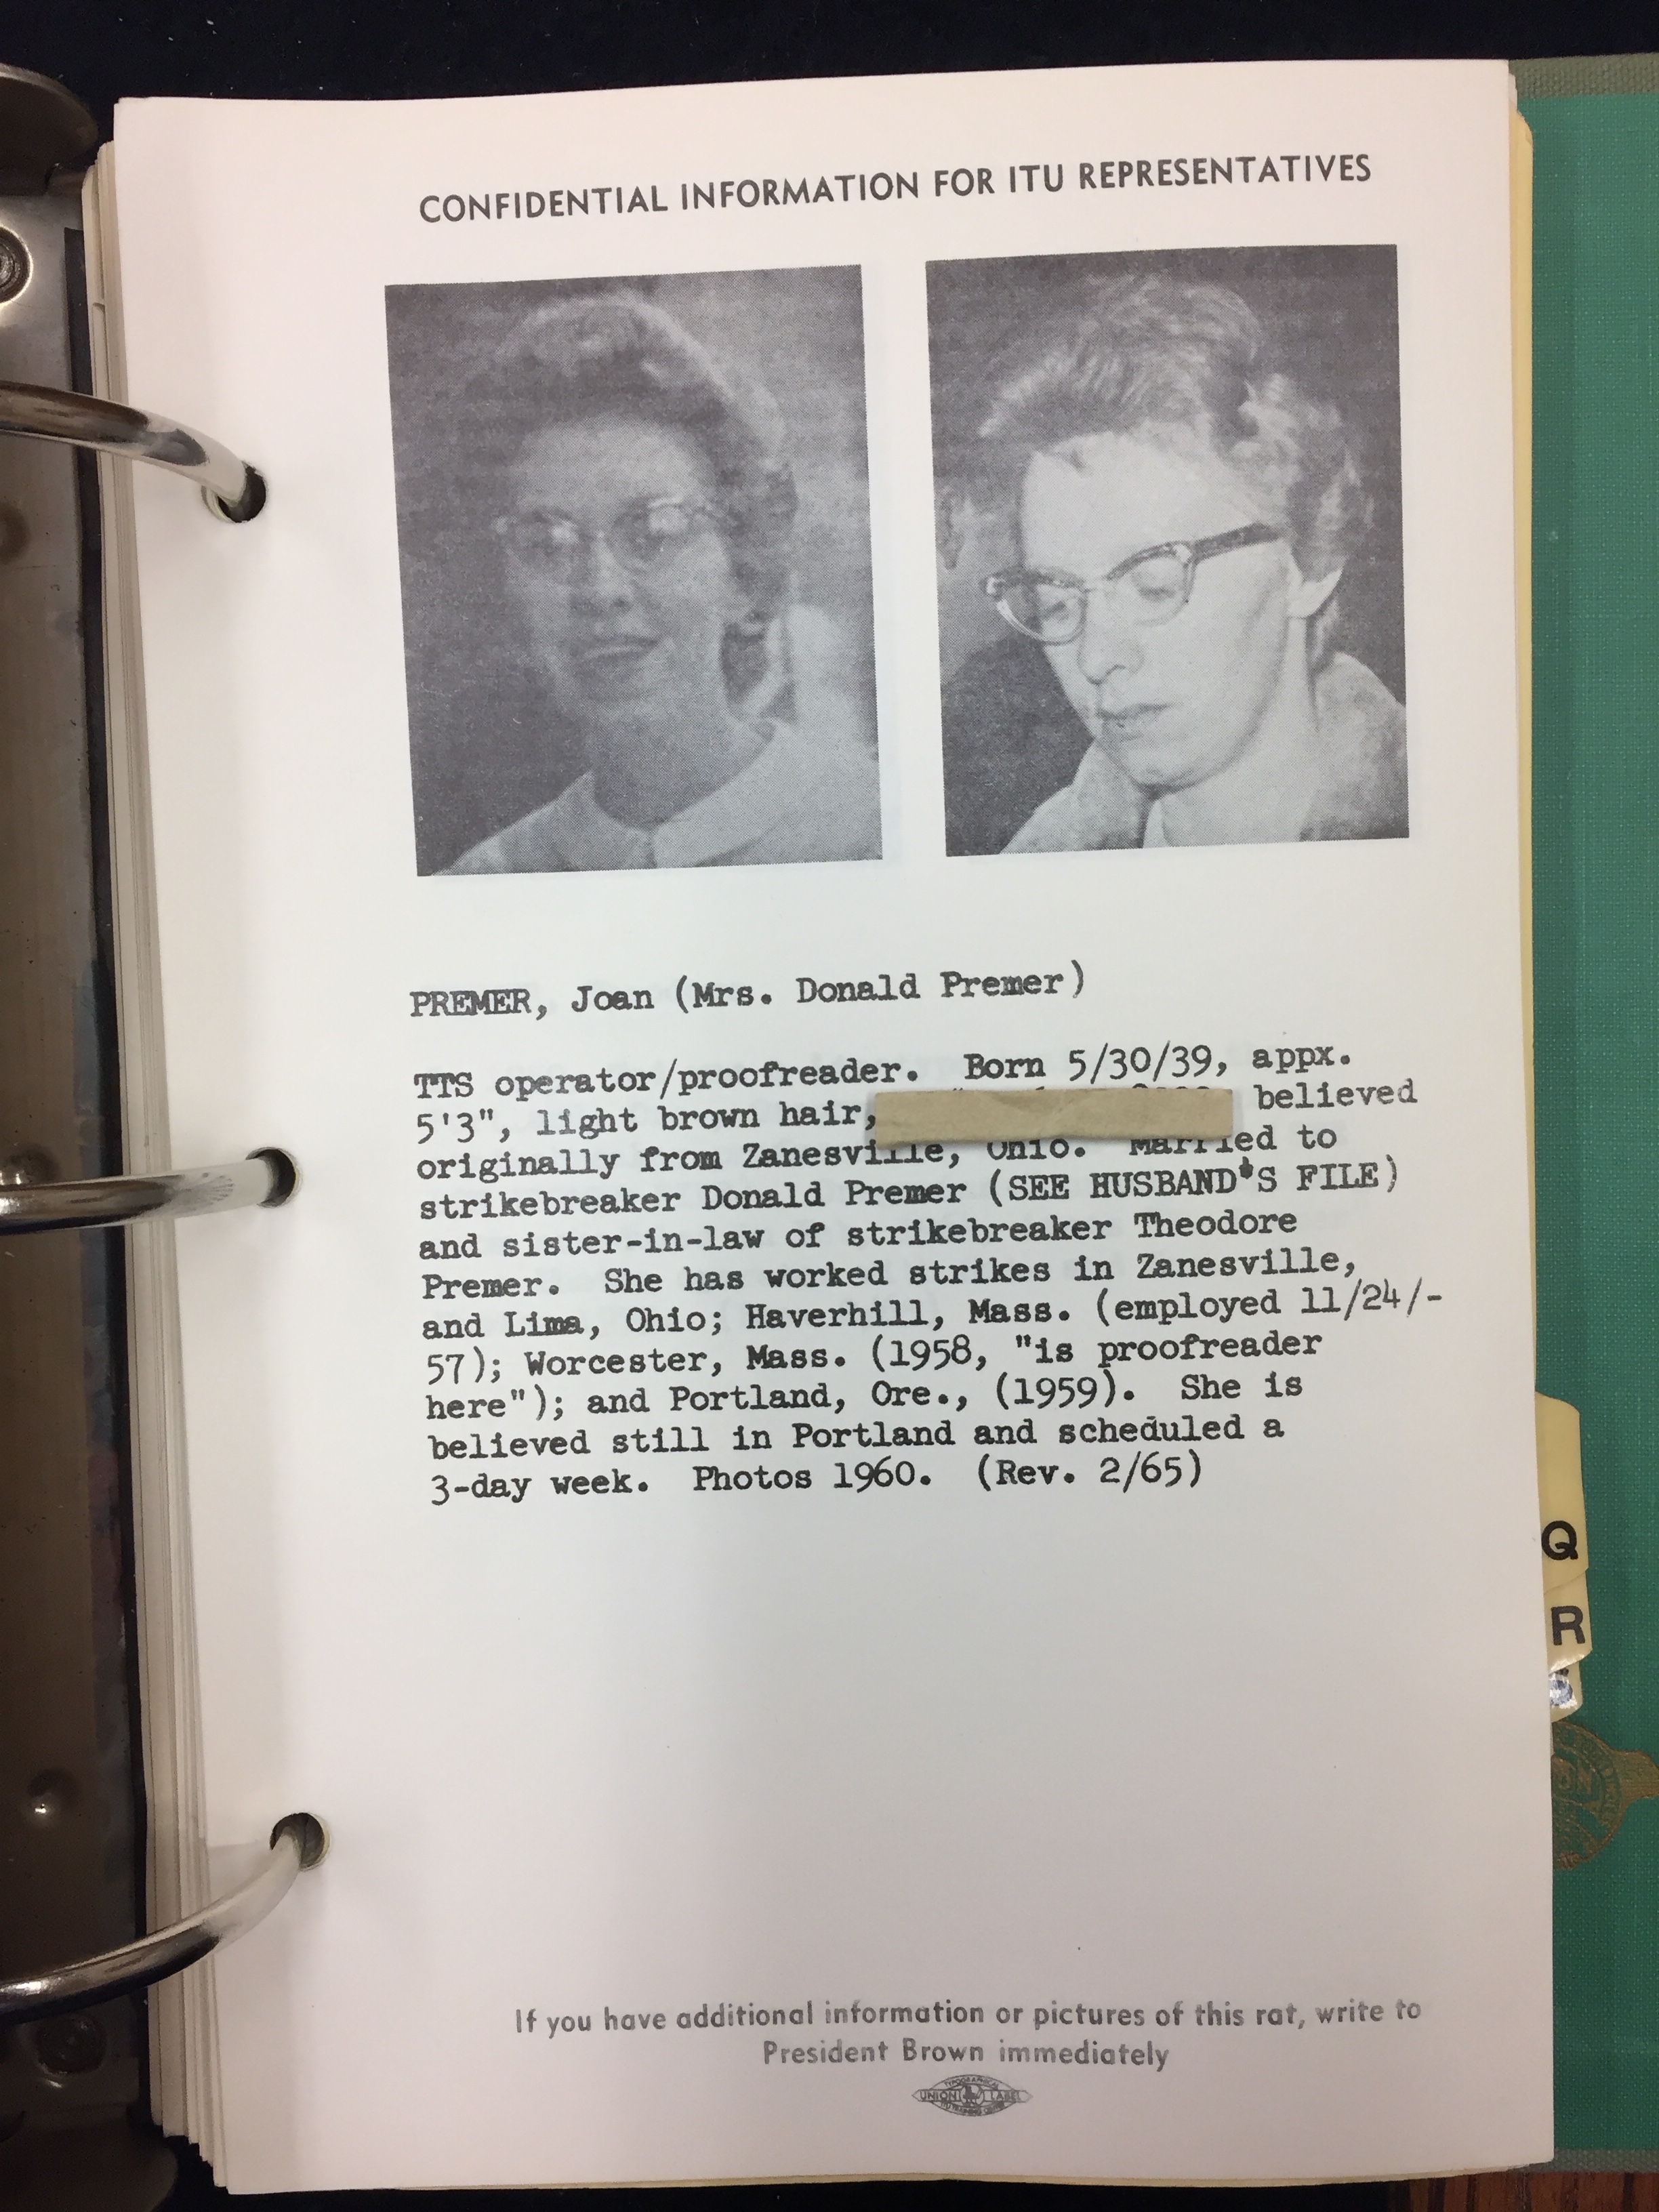 CONFIDENTIAL INFORMATION FOR ITU REPRESENTATIVES
PREMER, Joan (Mrs. Donald Premer)
TTS operator/proofreader. Born 5/30/39, appx.
5'3", light brown hair, believed
originally from Zanesville, Ohio. Married to
strikebreaker Donald Premer (SEE HUSBAND'S FILE)
and sister-in-law of strikebreaker Theodore
Premer. She has worked strikes in Zanesville,
and Lima, Ohio; Haverhill, Mass. (employed 11/24/-
57); Worcester, Mass. (1958, "is proofreader
here"); and Portland, Ore., (1959). She is
believed still in Portland and scheduled a
3-day week. Photos 1960. (Rev. 2/65)
Q
R
If you have additional information or pictures of this rat, write to
President Brown immediately
TYPOGRAPHICAL
UNION LABEL